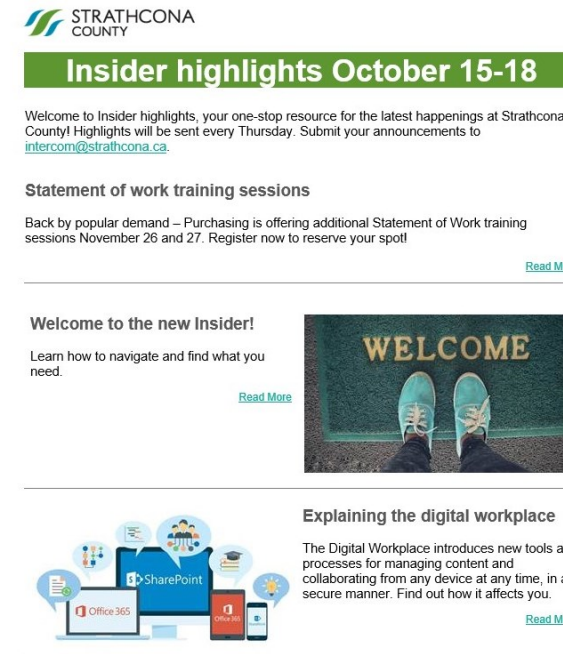 STRATHCONA
COUNTY
Insider highlights October 15-18
Welcome to Insider highlights, your one-stop resource for the latest happenings at Strathcona
County! Highlights will be sent every Thursday. Submit your announcements to
intercom@strathcona.ca.
Statement of work training sessions
Back by popular demand – Purchasing is offering additional Statement of Work training
sessions November 26 and 27. Register now to reserve your spot!
Read M
Welcome to the new Insider!
Learn how to navigate and find what you
need.
Read More
WELCOME
Explaining the digital workplace
The Digital Workplace introduces new tools a
processes for managing content and
collaborating from any device at any time, in a
secure manner. Find out how it affects you.
Read M
SharePoint
Office 365
Office 365